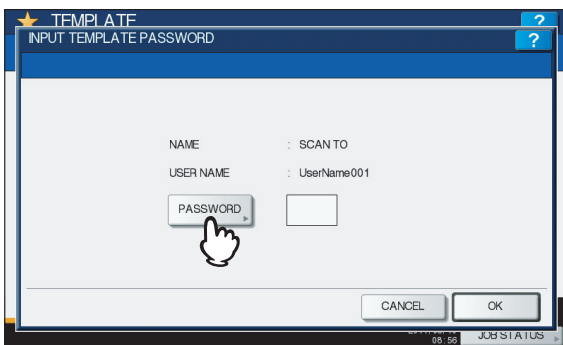 TEMPLATE
?
INPUT TEMPLATE PASSWORD
?
NAME : SCAN TO
USER NAME : UserName001
PASSWORD
CANCEL
OK
08:56
JOB STATUS